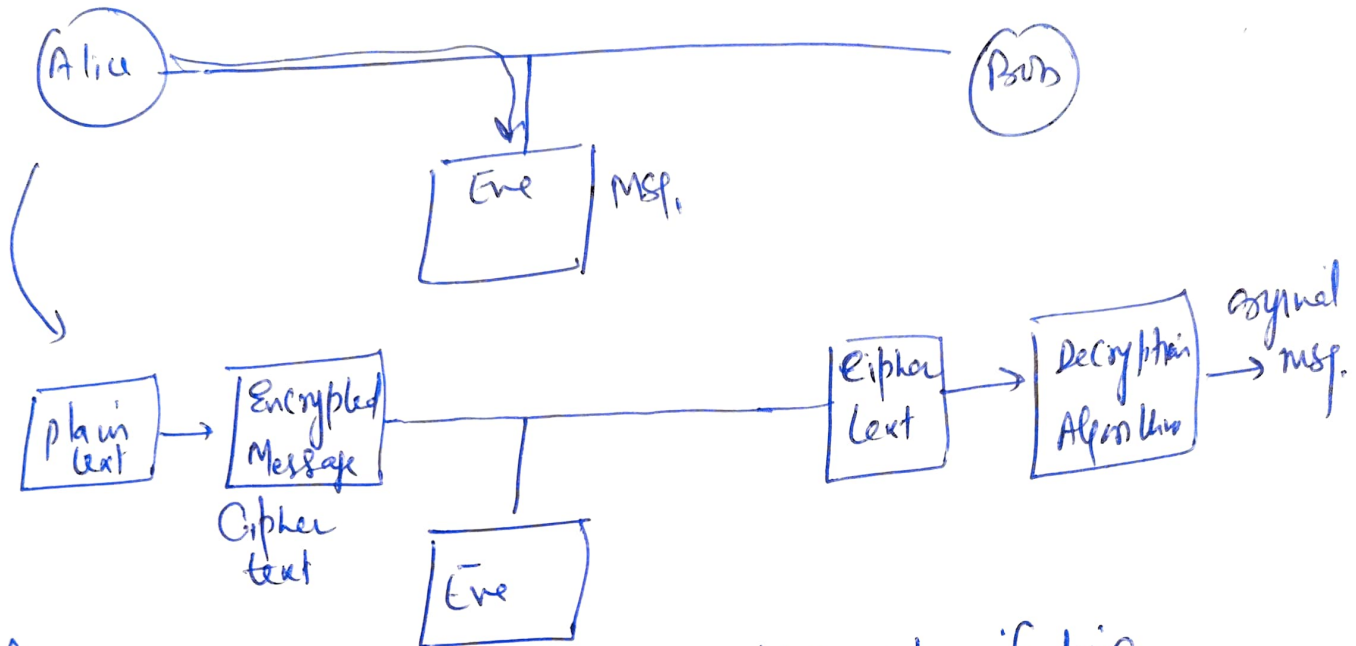 Alice
Bob
Eve
Msg.
Plain
text
Encrypted
Message
Cipher
text
Eve
Cipher
text
Decryption
Algorithm
original
msg.